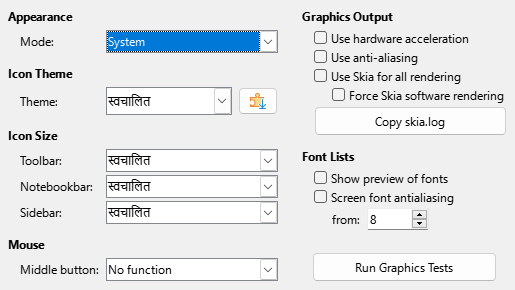 Appearance
Mode: System
Icon Theme
Theme: स्वचालित
Icon Size
Toolbar: स्वचालित
Notebookbar: स्वचालित
Sidebar: स्वचालित
Mouse
Middle button: No function
Graphics Output
Use hardware acceleration
Use anti-aliasing
Use Skia for all rendering
Force Skia software rendering
Copy skia.log
Font Lists
Show preview of fonts
Screen font antialiasing
from: 8
Run Graphics Tests